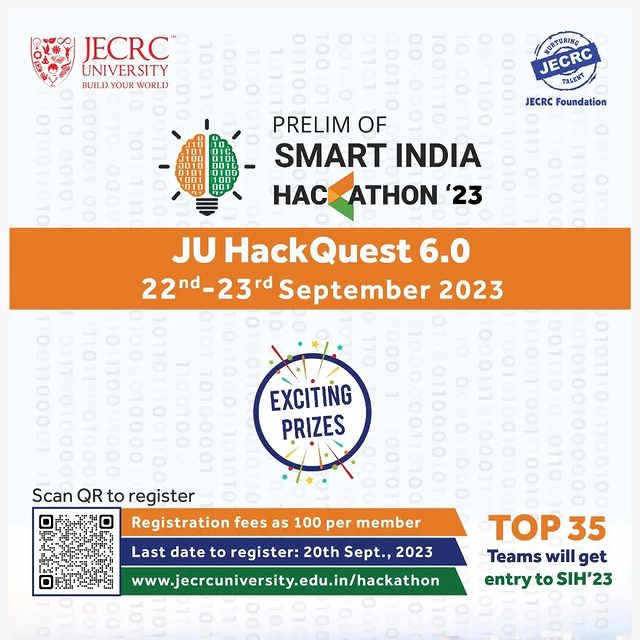 JECRC
UNIVERSITY
BUILD YOUR WORLD
NURTURING
JECRC
TALENT
JECRC Foundation
PRELIM OF
SMART INDIA
HACKATHON ‘23
JU HackQuest 6.0
22nd-23rd September 2023
EXCITING
PRIZES
Scan QR to register
Registration fees as 100 per member
Last date to register: 20th Sept., 2023
www.jecrcuniversity.edu.in/hackathon
TOP 35
Teams will get
entry to SIH’23